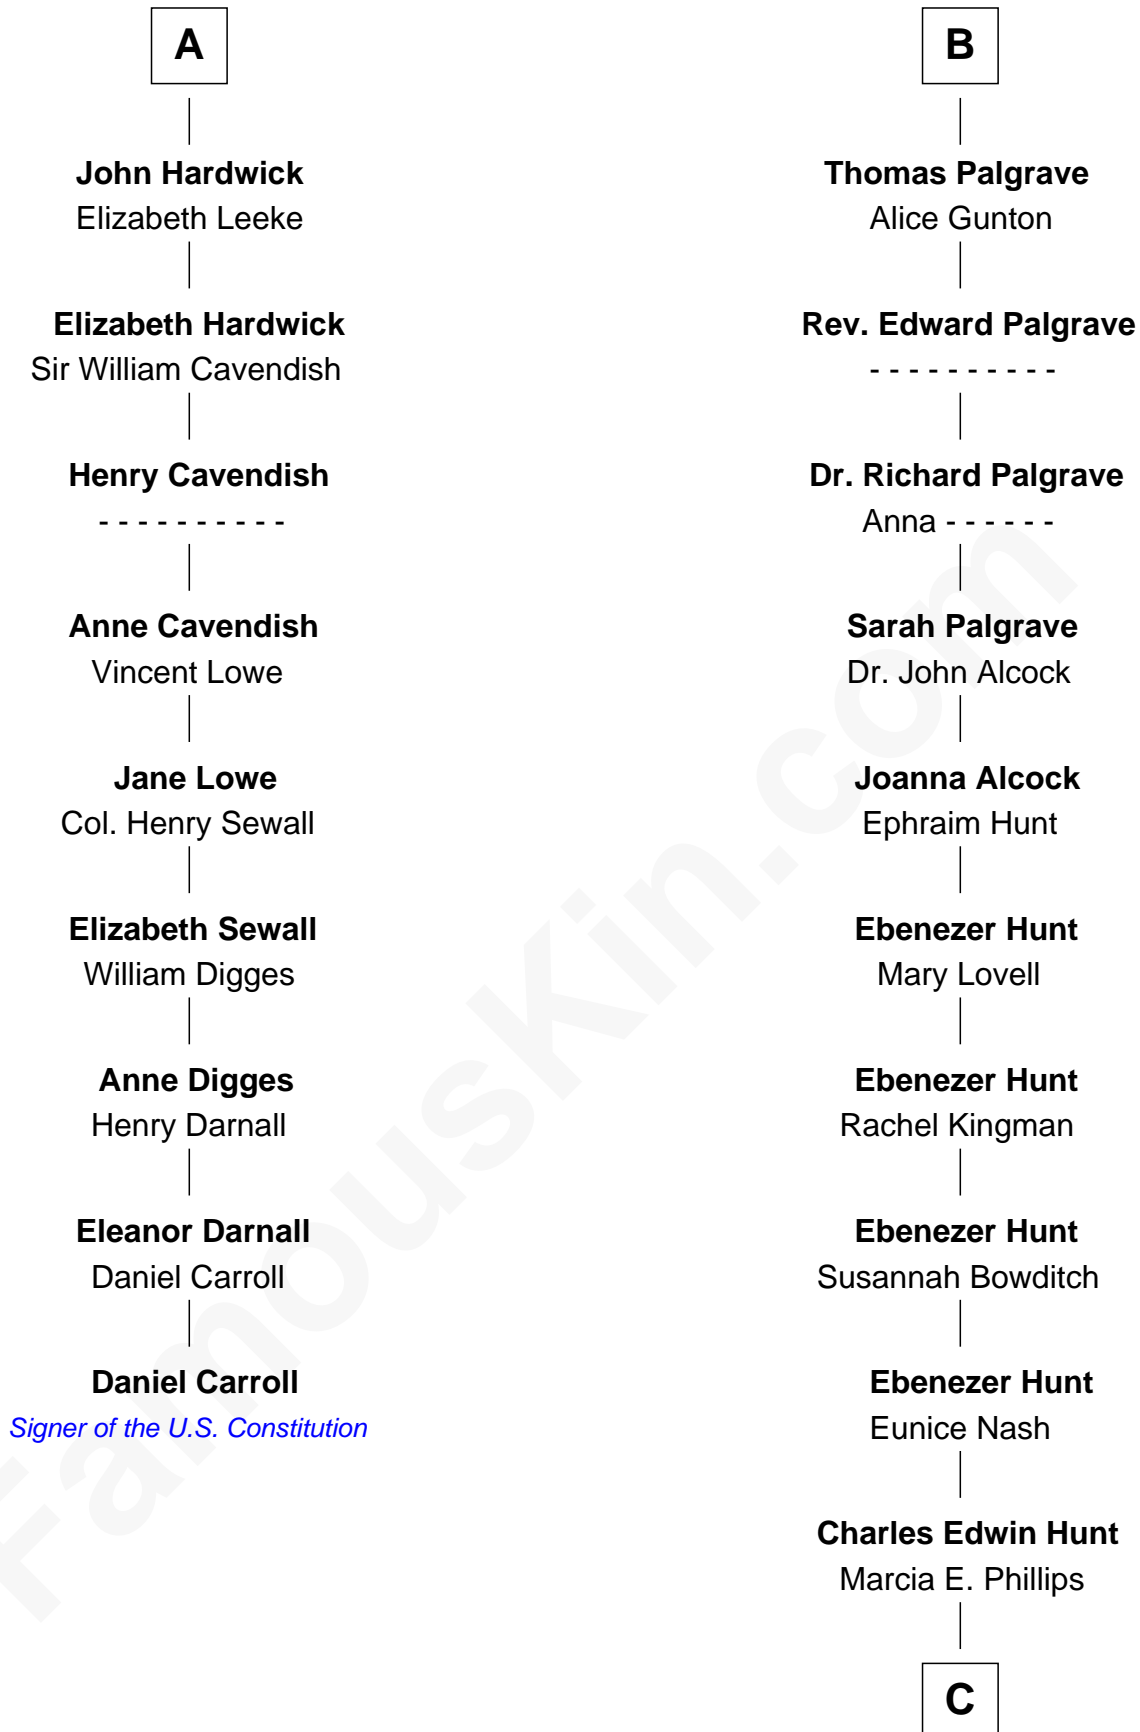 A
John Hardwick
Elizabeth Leeke
Elizabeth Hardwick
Sir William Cavendish
Henry Cavendish
- - - - - - - - - -
Anne Cavendish
Vincent Lowe
Jane Lowe
Col. Henry Sewall
Elizabeth Sewall
William Digges
Anne Digges
Henry Darnall
Eleanor Darnall
Daniel Carroll
Daniel Carroll
Signer of the U.S. Constitution
B
Thomas Palgrave
Alice Gunton
Rev. Edward Palgrave
- - - - - - - - - -
Dr. Richard Palgrave
Anna - - - - - -
Sarah Palgrave
Dr. John Alcock
Joanna Alcock
Ephraim Hunt
Ebenezer Hunt
Mary Lovell
Ebenezer Hunt
Rachel Kingman
Ebenezer Hunt
Susannah Bowditch
Ebenezer Hunt
Eunice Nash
Charles Edwin Hunt
Marcia E. Phillips
C
FamousKin.com